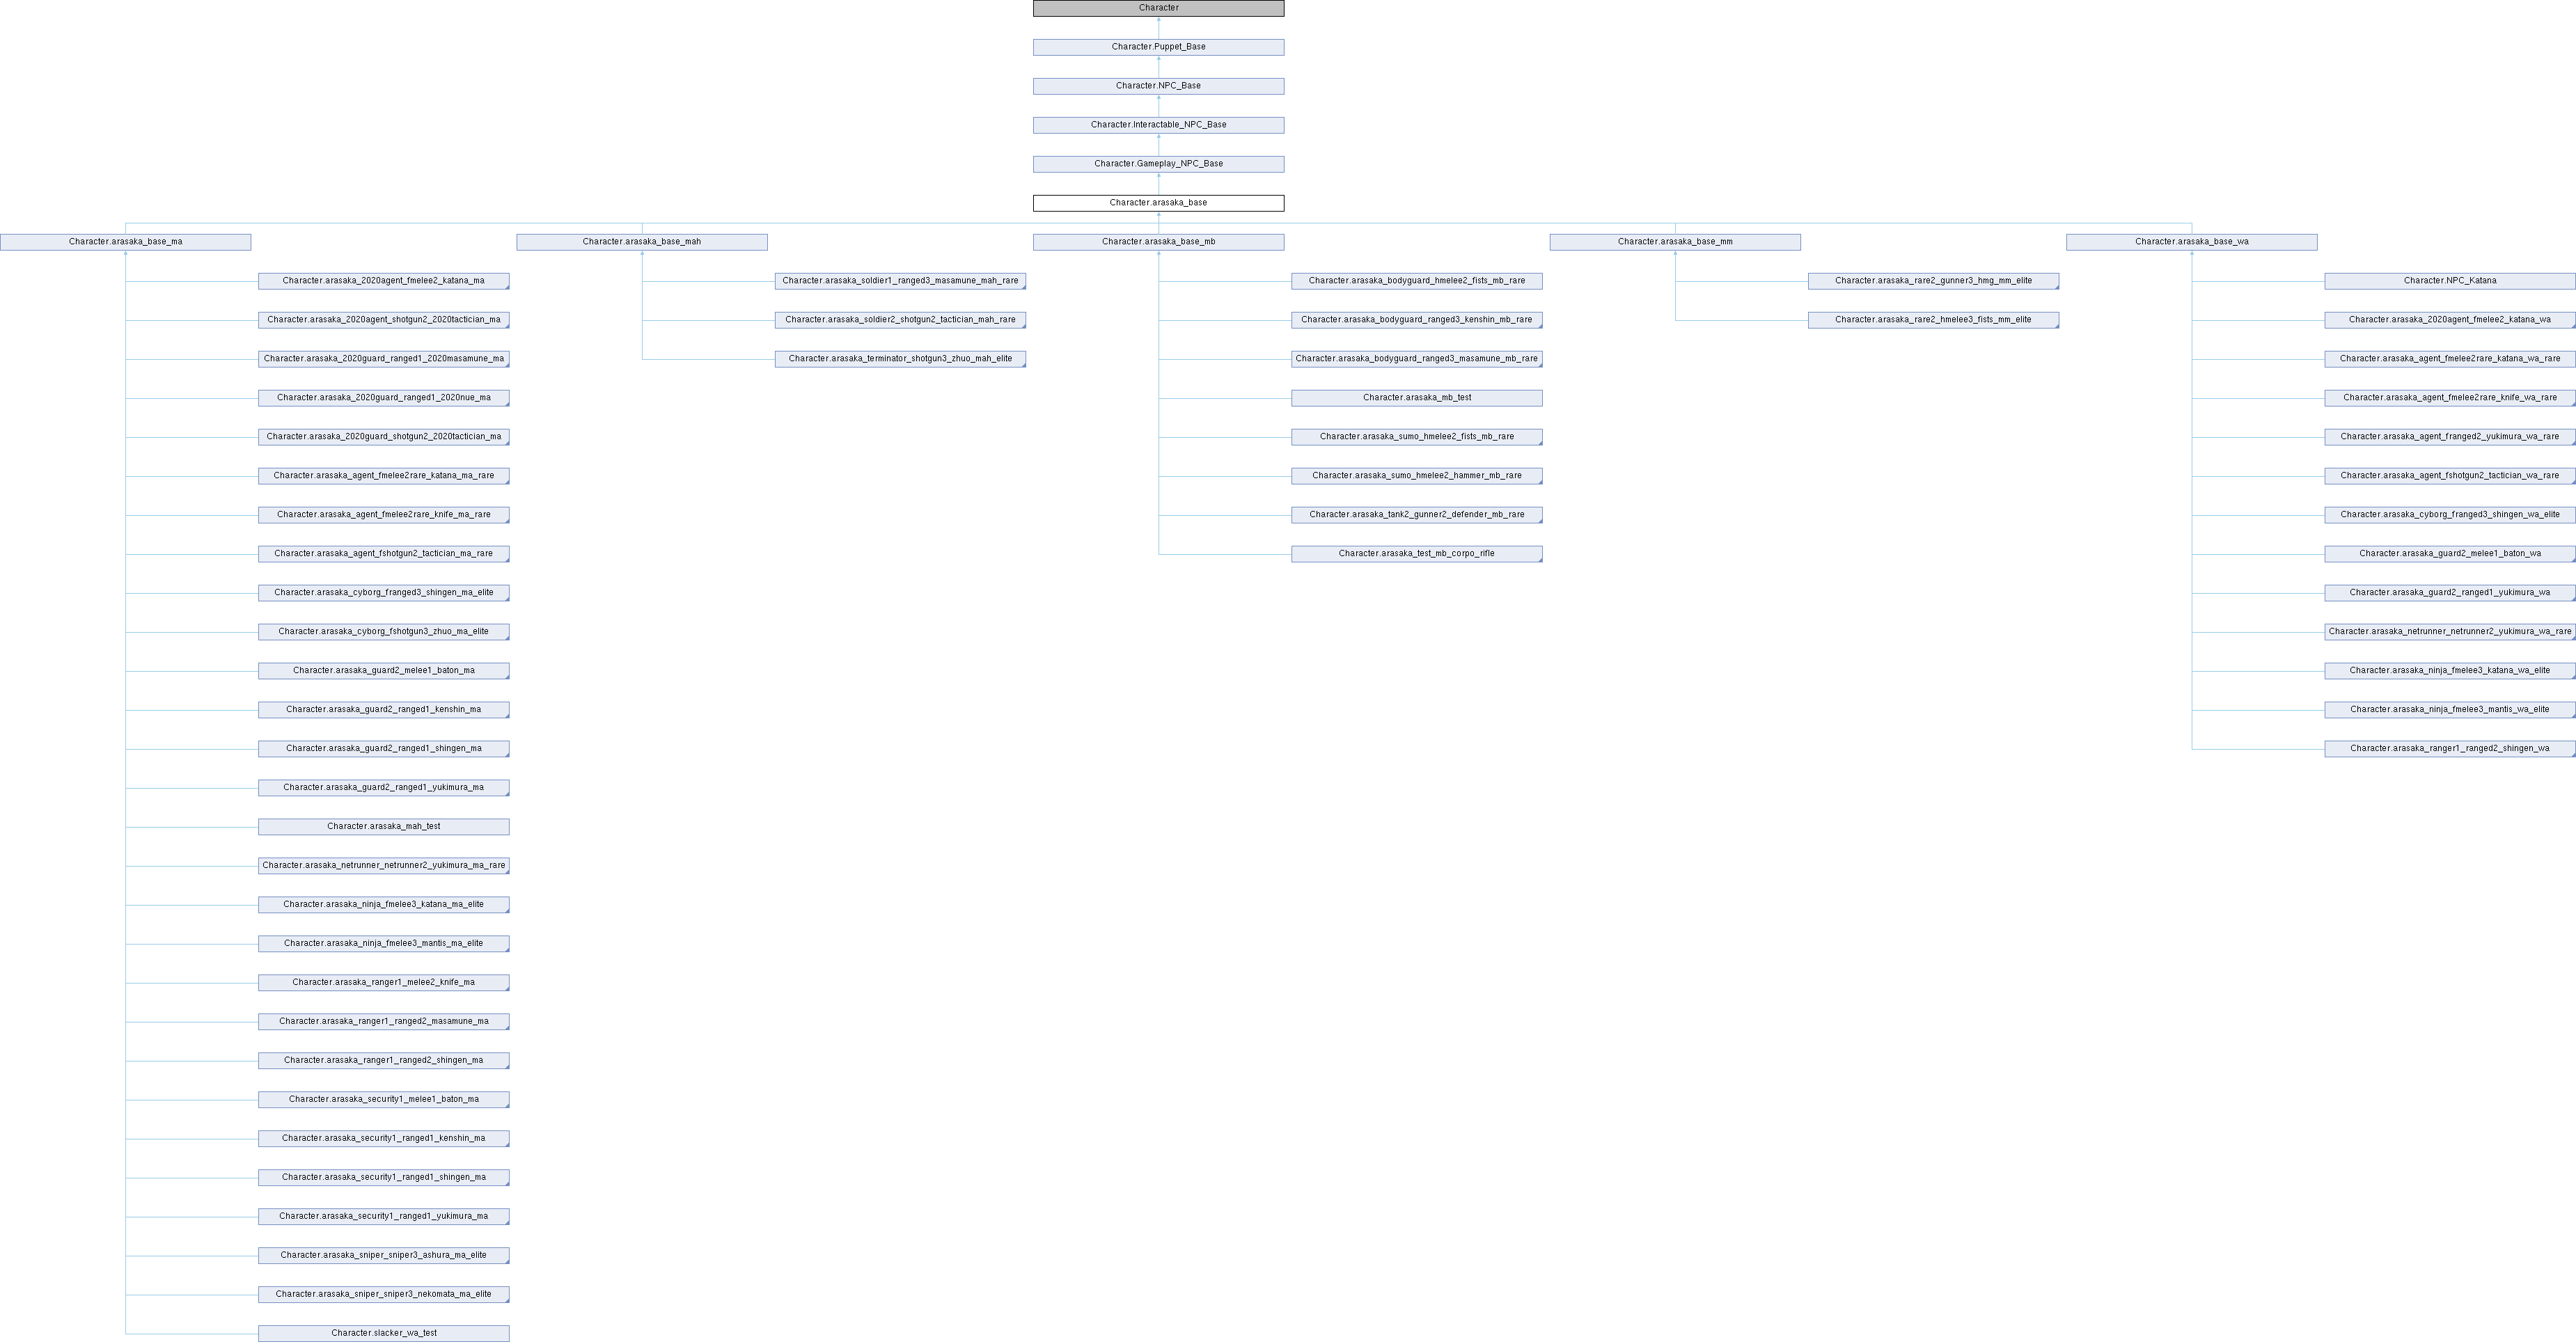 Character
Character.Puppet_Base
Character.NPC_Base
Character.Interactable_NPC_Base
Character.Gameplay_NPC_Base
Character.arasaka_base
Character.arasaka_base_ma
Character.arasaka_base_mah
Character.arasaka_base_mb
Character.arasaka_base_mm
Character.arasaka_base_wa
Character.arasaka_2020agent_fmelee2_katana_ma
Character.arasaka_2020agent_shotgun2_2020tactician_ma
Character.arasaka_2020guard_ranged1_2020masamune_ma
Character.arasaka_2020guard_ranged1_2020nue_ma
Character.arasaka_2020guard_shotgun2_2020tactician_ma
Character.arasaka_agent_fmelee2rare_katana_ma_rare
Character.arasaka_agent_fmelee2rare_knife_ma_rare
Character.arasaka_agent_fshotgun2_tactician_ma_rare
Character.arasaka_cyborg_franged3_shingen_ma_elite
Character.arasaka_cyborg_fshotgun3_zhuo_ma_elite
Character.arasaka_guard2_melee1_baton_ma
Character.arasaka_guard2_ranged1_kenshin_ma
Character.arasaka_guard2_ranged1_shingen_ma
Character.arasaka_guard2_ranged1_yukimura_ma
Character.arasaka_mah_test
Character.arasaka_netrunner_netrunner2_yukimura_ma_rare
Character.arasaka_ninja_fmelee3_katana_ma_elite
Character.arasaka_ninja_fmelee3_mantis_ma_elite
Character.arasaka_ranger1_melee2_knife_ma
Character.arasaka_ranger1_ranged2_masamune_ma
Character.arasaka_ranger1_ranged2_shingen_ma
Character.arasaka_security1_melee1_baton_ma
Character.arasaka_security1_ranged1_kenshin_ma
Character.arasaka_security1_ranged1_shingen_ma
Character.arasaka_security1_ranged1_yukimura_ma
Character.arasaka_sniper_sniper3_ashura_ma_elite
Character.arasaka_sniper_sniper3_nekomata_ma_elite
Character.slacker_wa_test
Character.arasaka_soldier1_ranged3_masamune_mah_rare
Character.arasaka_soldier2_shotgun2_tactician_mah_rare
Character.arasaka_terminator_shotgun3_zhuo_mah_elite
Character.arasaka_bodyguard_hmelee2_fists_mb_rare
Character.arasaka_bodyguard_ranged3_kenshin_mb_rare
Character.arasaka_bodyguard_ranged3_masamune_mb_rare
Character.arasaka_mb_test
Character.arasaka_sumo_hmelee2_fists_mb_rare
Character.arasaka_sumo_hmelee2_hammer_mb_rare
Character.arasaka_tank2_gunner2_defender_mb_rare
Character.arasaka_test_mb_corpo_rifle
Character.arasaka_rare2_gunner3_hmg_mm_elite
Character.arasaka_rare2_hmelee3_fists_mm_elite
Character.NPC_Katana
Character.arasaka_2020agent_fmelee2_katana_wa
Character.arasaka_agent_fmelee2rare_katana_wa_rare
Character.arasaka_agent_fmelee2rare_knife_wa_rare
Character.arasaka_agent_franged2_yukimura_wa_rare
Character.arasaka_agent_fshotgun2_tactician_wa_rare
Character.arasaka_cyborg_franged3_shingen_wa_elite
Character.arasaka_guard2_melee1_baton_wa
Character.arasaka_guard2_ranged1_yukimura_wa
Character.arasaka_netrunner_netrunner2_yukimura_wa_rare
Character.arasaka_ninja_fmelee3_katana_wa_elite
Character.arasaka_ninja_fmelee3_mantis_wa_elite
Character.arasaka_ranger1_ranged2_shingen_wa